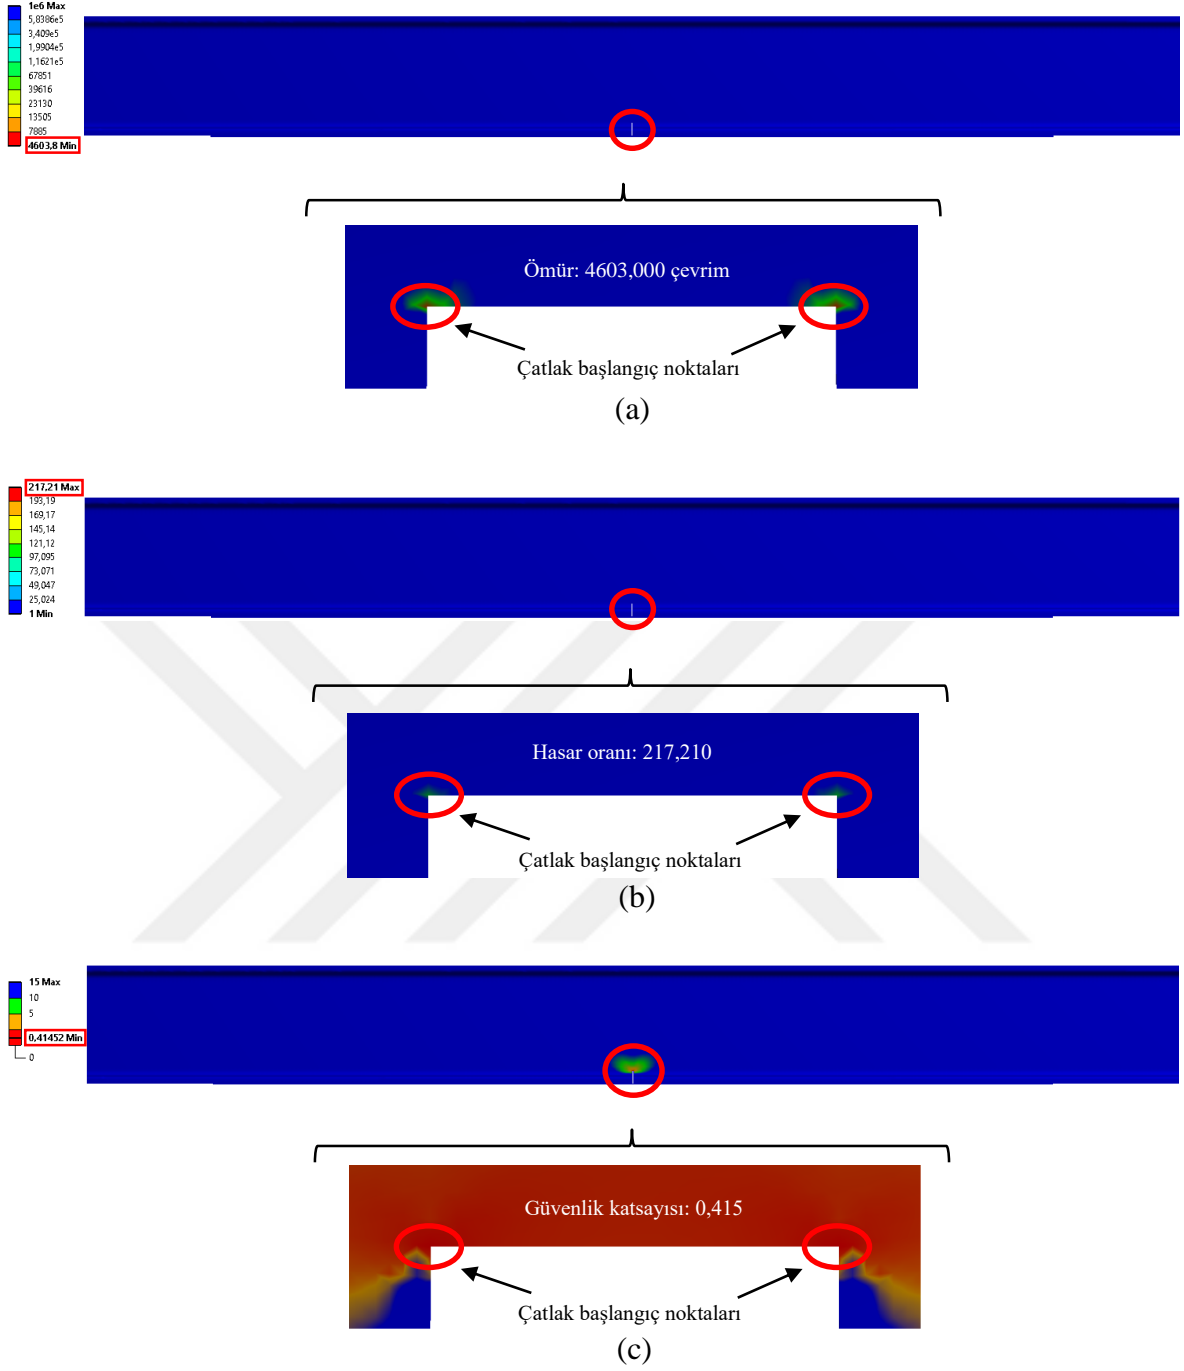 1e6 Max
5,8386e5
3,409e5
1,9904e5
1,1621e5
67851
39616
23130
13505
7885
4603,8 Min
Ömür: 4603,000 çevrim
Çatlak başlangıç noktaları
(a)
217,21 Max
193,19
169,17
145,14
121,12
97,095
73,071
49,047
25,024
1 Min
Hasar oranı: 217,210
Çatlak başlangıç noktaları
(b)
15 Max
10
5
0,41452 Min
0
Güvenlik katsayısı: 0,415
Çatlak başlangıç noktaları
(c)